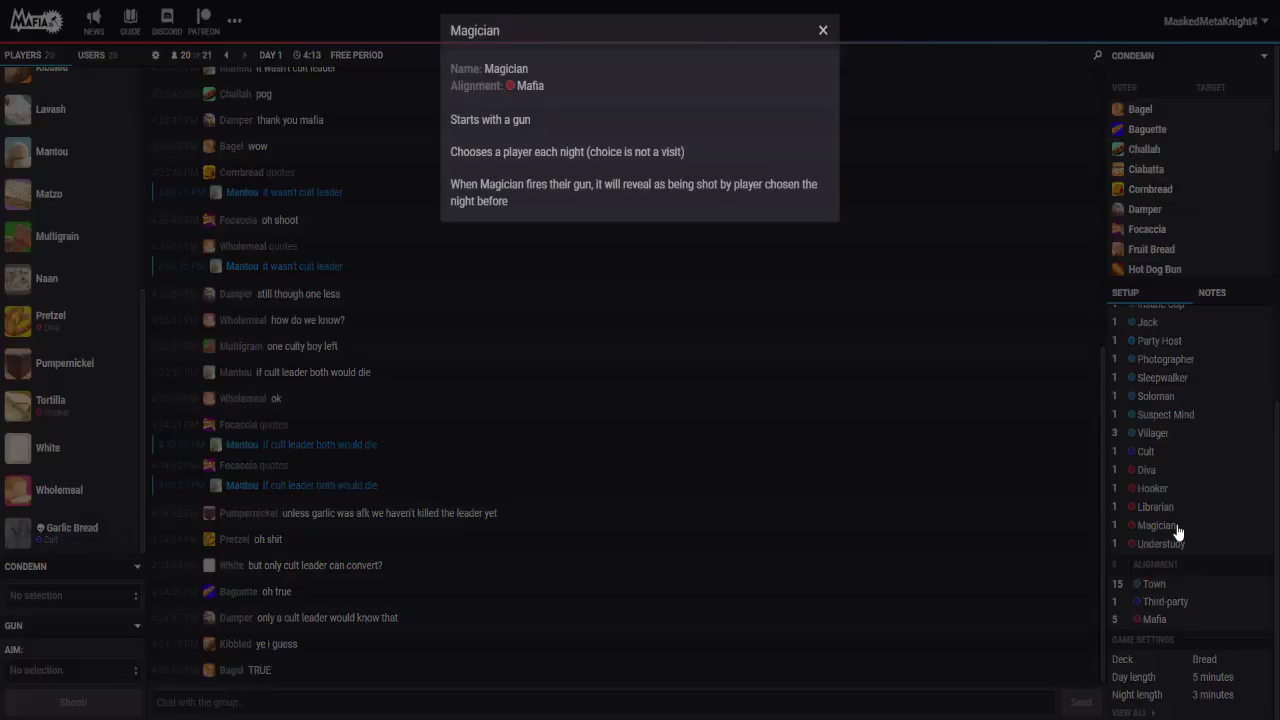 MAFIA
NEWS
GUIDE
DISCORD
PATREON
MaskedMetaKnight4
PLAYERS 20
USERS 25
20 OF 21
DAY 1
4:13
FREE PERIOD
Kibbled
Lavash
Mantou
Matzo
Multigrain
Naan
Pretzel
Diva
Pumpernickel
Tortilla
Hooker
White
Wholemeal
Garlic Bread
Cult
CONDEMN
No selection
GUN
AIM:
No selection
Shoot!
Mantou it wasn't cult leader
Challah pog
Damper thank you mafia
Bagel wow
Cornbread quotes
Mantou it wasn't cult leader
Focaccia oh shoot
Wholemeal quotes
Mantou it wasn't cult leader
Damper still though one less
Wholemeal how do we know?
Multigrain one culty boy left
Mantou if cult leader both would die
Wholemeal ok
Focaccia quotes
Mantou if cult leader both would die
Focaccia quotes
Mantou if cult leader both would die
Pumpernickel unless garlic was afk we haven't killed the leader yet
Pretzel oh shit
White but only cult leader can convert?
Baguette oh true
Damper only a cult leader would know that
Kibbled ye i guess
Bagel TRUE
Chat with the group...
Send
Magician
Name: Magician
Alignment: Mafia
Starts with a gun
Chooses a player each night (choice is not a visit)
When Magician fires their gun, it will reveal as being shot by player chosen the
night before
CONDEMN
VOTER TARGET
Bagel
Baguette
Challah
Ciabatta
Cornbread
Damper
Focaccia
Fruit Bread
Hot Dog Bun
SETUP NOTES
1 Insane Cop
1 Jack
1 Party Host
1 Photographer
1 Sleepwalker
1 Soloman
1 Suspect Mind
3 Villager
1 Cult
1 Diva
1 Hooker
1 Librarian
1 Magician
1 Understudy
# ALIGNMENT
15 Town
1 Third-party
5 Mafia
GAME SETTINGS
Deck Bread
Day length 5 minutes
Night length 3 minutes
VIEW ALL